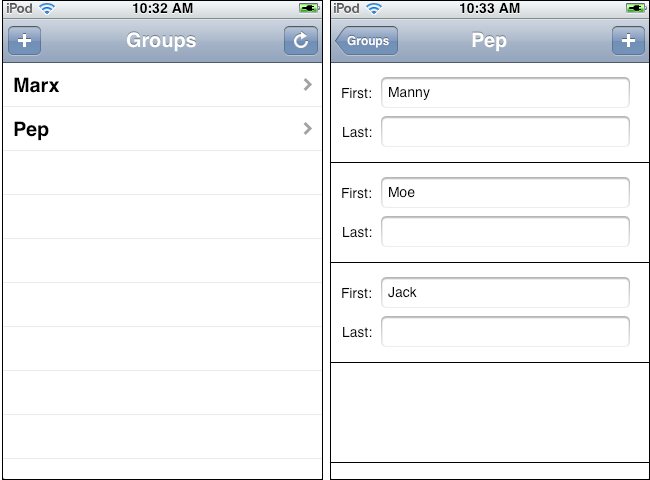 iPod 10:32 AM
+ Groups
Marx
Pep
iPod 10:33 AM
Groups Pep +
First: Manny
Last:
First: Moe
Last:
First: Jack
Last: